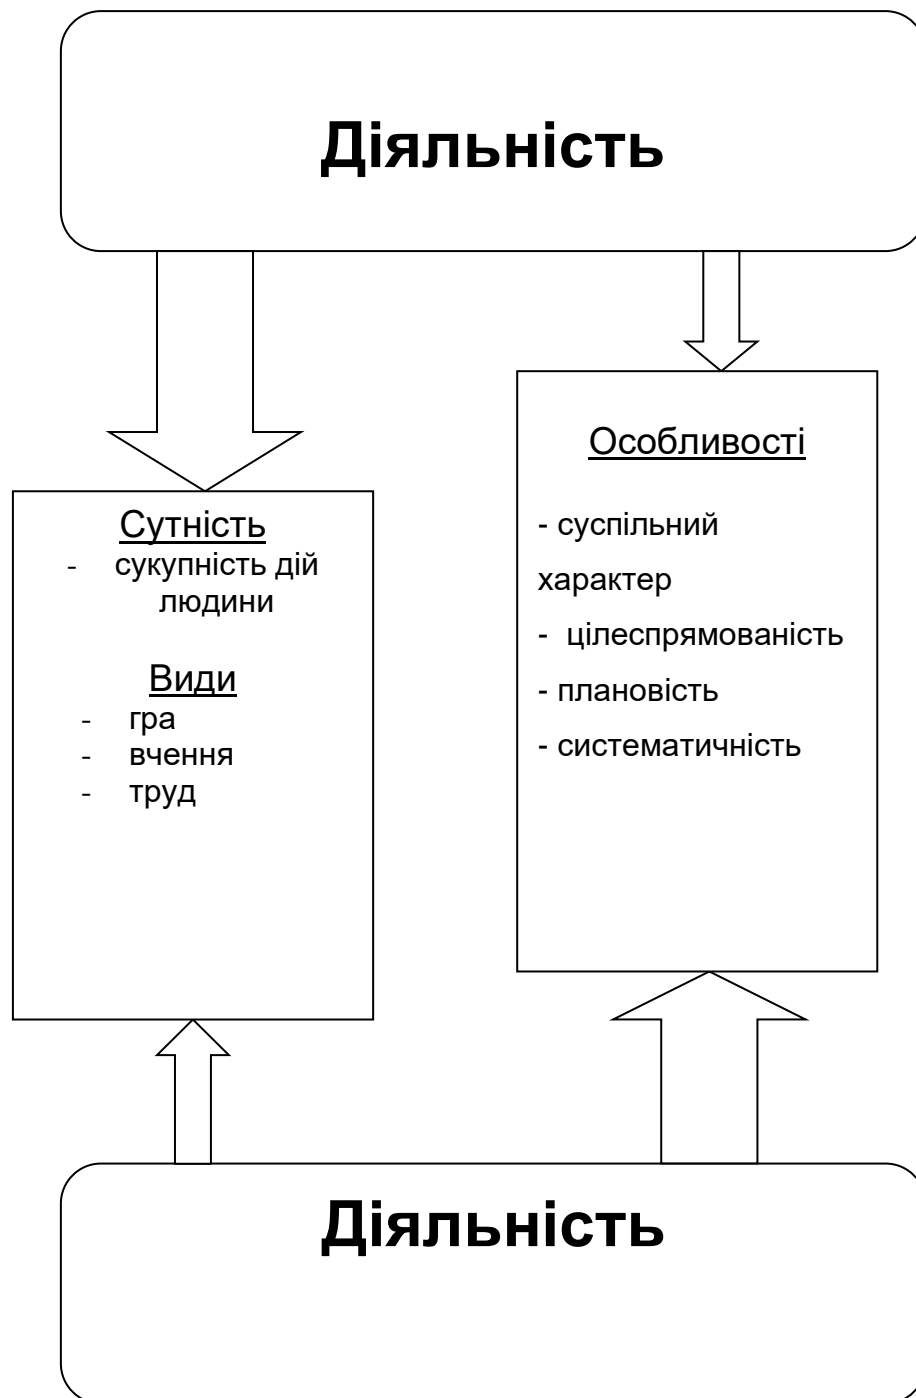 Діяльність
Сутність
- сукупність дій
людини
Види
- гра
- вчення
- труд
Особливості
- суспільний
характер
- цілеспрямованість
- плановість
- систематичність
Діяльність